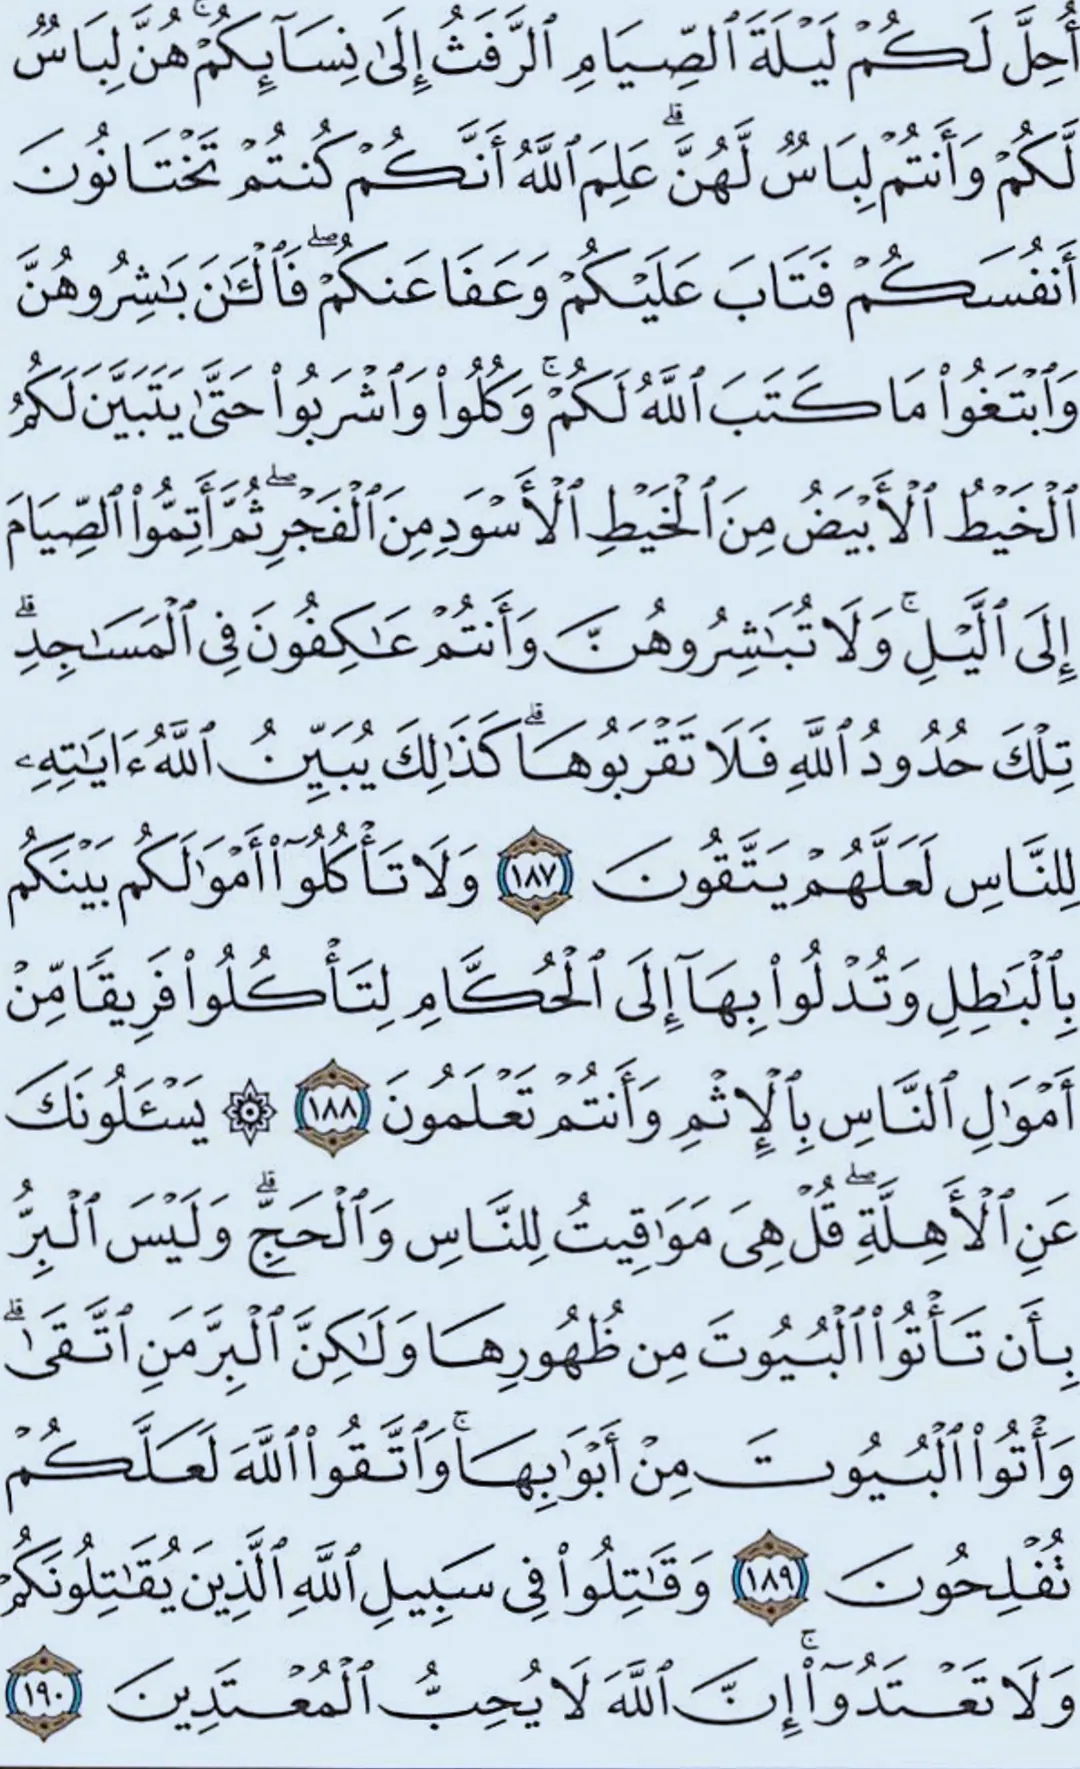 أُحِلَّ لَكُمۡ لَيۡلَةَ ٱلصِّيَامِ ٱلرَّفَثُ إِلَىٰ نِسَآئِكُمۡۚ هُنَّ لِبَاسٞ
لَّكُمۡ وَأَنتُمۡ لِبَاسٞ لَّهُنَّۗ عَلِمَ ٱللَّهُ أَنَّكُمۡ كُنتُمۡ تَخۡتَانُونَ
أَنفُسَكُمۡ فَتَابَ عَلَيۡكُمۡ وَعَفَا عَنكُمۡۖ فَٱلۡـَٰٔنَ بَٰشِرُوهُنَّ
وَٱبۡتَغُواْ مَا كَتَبَ ٱللَّهُ لَكُمۡۚ وَكُلُواْ وَٱشۡرَبُواْ حَتَّىٰ يَتَبَيَّنَ لَكُمُ
ٱلۡخَيۡطُ ٱلۡأَبۡيَضُ مِنَ ٱلۡخَيۡطِ ٱلۡأَسۡوَدِ مِنَ ٱلۡفَجۡرِۖ ثُمَّ أَتِمُّواْ ٱلصِّيَامَ
إِلَى ٱلَّيۡلِۚ وَلَا تُبَٰشِرُوهُنَّ وَأَنتُمۡ عَٰكِفُونَ فِي ٱلۡمَسَٰجِدِۗ
تِلۡكَ حُدُودُ ٱللَّهِ فَلَا تَقۡرَبُوهَاۗ كَذَٰلِكَ يُبَيِّنُ ٱللَّهُ ءَايَٰتِهِۦ
لِلنَّاسِ لَعَلَّهُمۡ يَتَّقُونَ ١٨٧ وَلَا تَأۡكُلُوٓاْ أَمۡوَٰلَكُم بَيۡنَكُم
بِٱلۡبَٰطِلِ وَتُدۡلُواْ بِهَآ إِلَى ٱلۡحُكَّامِ لِتَأۡكُلُواْ فَرِيقٗا مِّنۡ
أَمۡوَٰلِ ٱلنَّاسِ بِٱلۡإِثۡمِ وَأَنتُمۡ تَعۡلَمُونَ ١٨٨ ۞ يَسۡـَٔلُونَكَ
عَنِ ٱلۡأَهِلَّةِۖ قُلۡ هِيَ مَوَٰقِيتُ لِلنَّاسِ وَٱلۡحَجِّۗ وَلَيۡسَ ٱلۡبِرُّ
بِأَن تَأۡتُواْ ٱلۡبُيُوتَ مِن ظُهُورِهَا وَلَٰكِنَّ ٱلۡبِرَّ مَنِ ٱتَّقَىٰۗ
وَأۡتُواْ ٱلۡبُيُوتَ مِنۡ أَبۡوَٰبِهَاۚ وَٱتَّقُواْ ٱللَّهَ لَعَلَّكُمۡ
تُفۡلِحُونَ ١٨٩ وَقَٰتِلُواْ فِي سَبِيلِ ٱللَّهِ ٱلَّذِينَ يُقَٰتِلُونَكُمۡ
وَلَا تَعۡتَدُوٓاْۚ إِنَّ ٱللَّهَ لَا يُحِبُّ ٱلۡمُعۡتَدِينَ ١٩٠